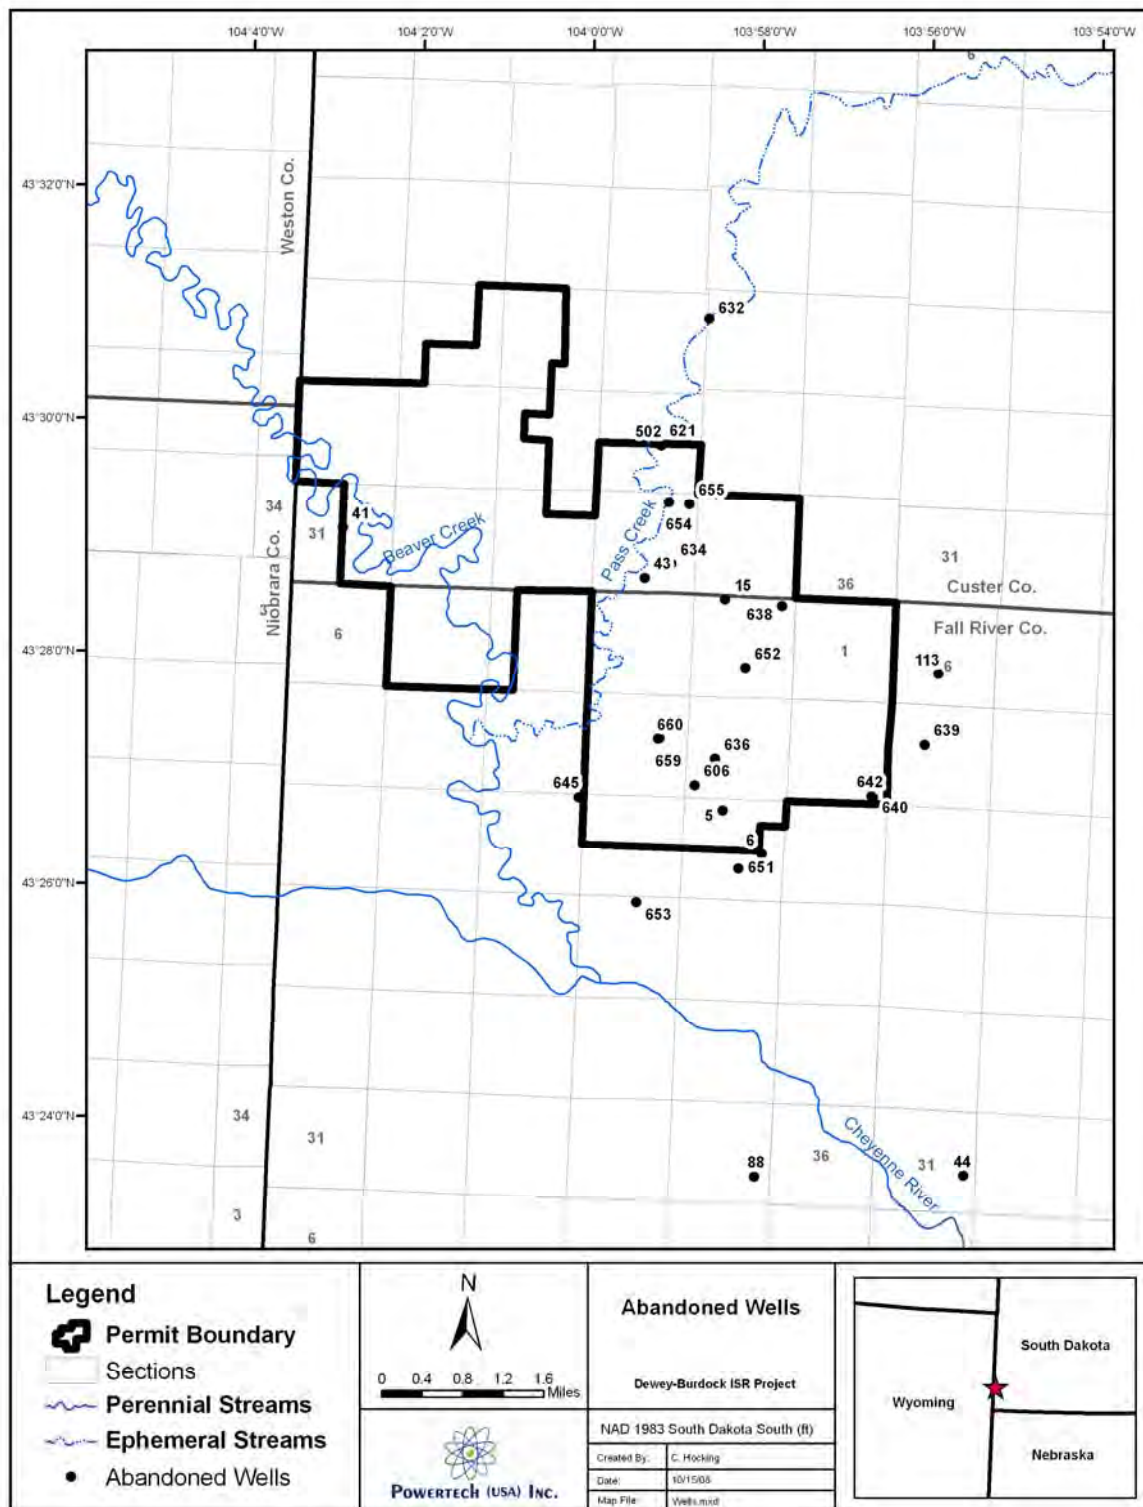 104°4'0"W 104°2'0"W 104°0'0"W 103°58'0"W 103°56'0"W 103°54'0"W
6
43°32'0"N
Weston Co.
632
43°30'0"N
502 621
655
34 41
31
654
Beaver Creek
Pass Creek
634
43
31
15 36
Custer Co.
Niobrara Co.
638
Fall River Co.
6
43°28'0"N
652 1 113 6
660 636 639
659 606
645 642
640
5
6
651
43°26'0"N
653
43°24'0"N
34
31
Cheyenne River
88 36 31 44
3
6
Legend
Permit Boundary
Sections
Perennial Streams
Ephemeral Streams
Abandoned Wells
N
0 0.4 0.8 1.2 1.6
Miles
POWERTECH (USA) INC.
Abandoned Wells
Dewey-Burdock ISR Project
NAD 1983 South Dakota South (ft)
Created By: C. Hocking
Date: 10/15/08
Map File: Wells.mxd
South Dakota
Wyoming
Nebraska